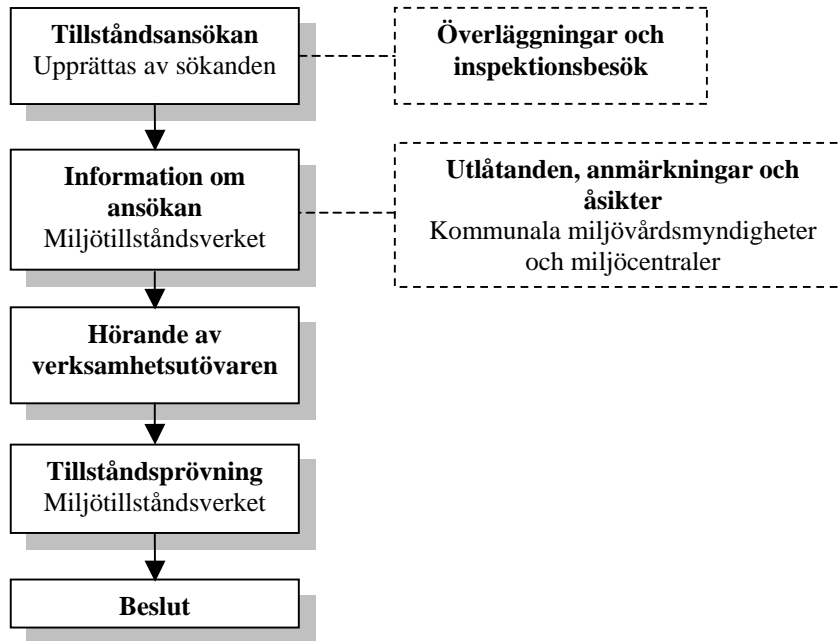 Tillståndsansökan
Upprättas av sökanden
Överläggningar och
inspektionsbesök
Information om
ansökan
Miljötillståndsverket
Utlåtanden, anmärkningar och
åsikter
Kommunala miljövårdsmyndigheter
och miljöcentraler
Hörande av
verksamhetsutövaren
Tillståndsprövning
Miljötillståndsverket
Beslut